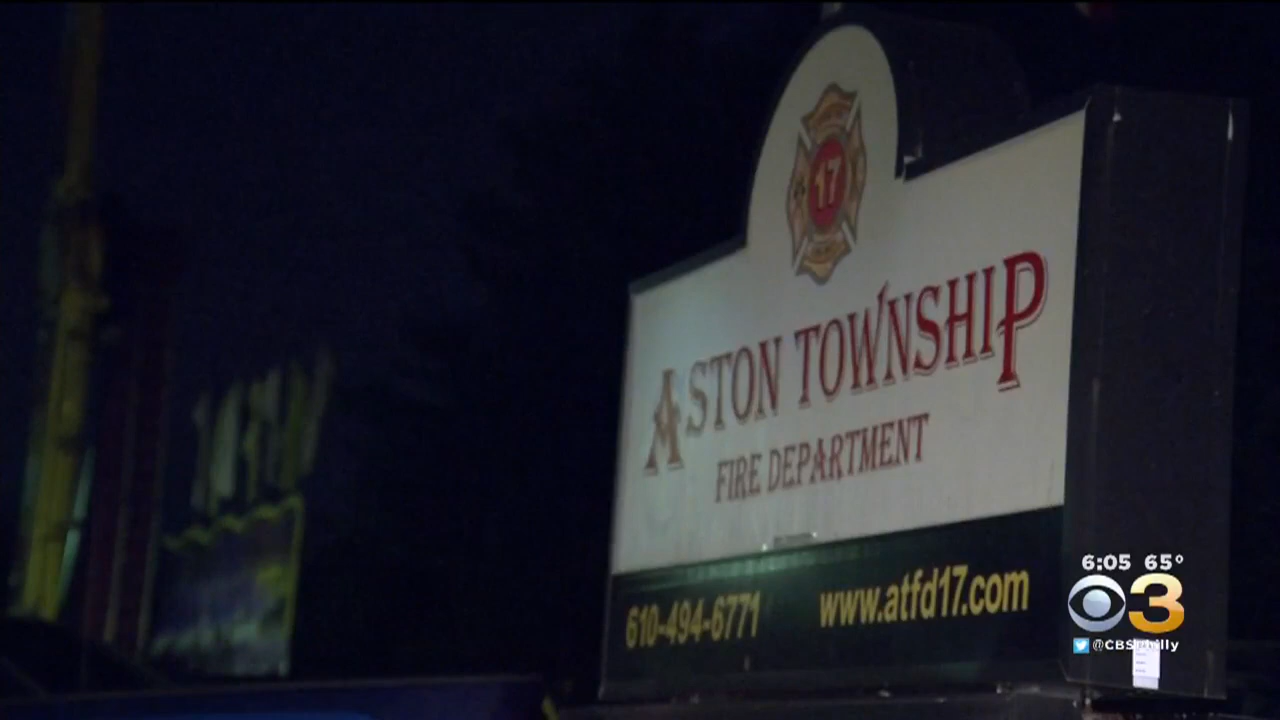 17
ASTON TOWNSHIP
FIRE DEPARTMENT
610-494-6771 www.atfd17.com
6:05 65°
3